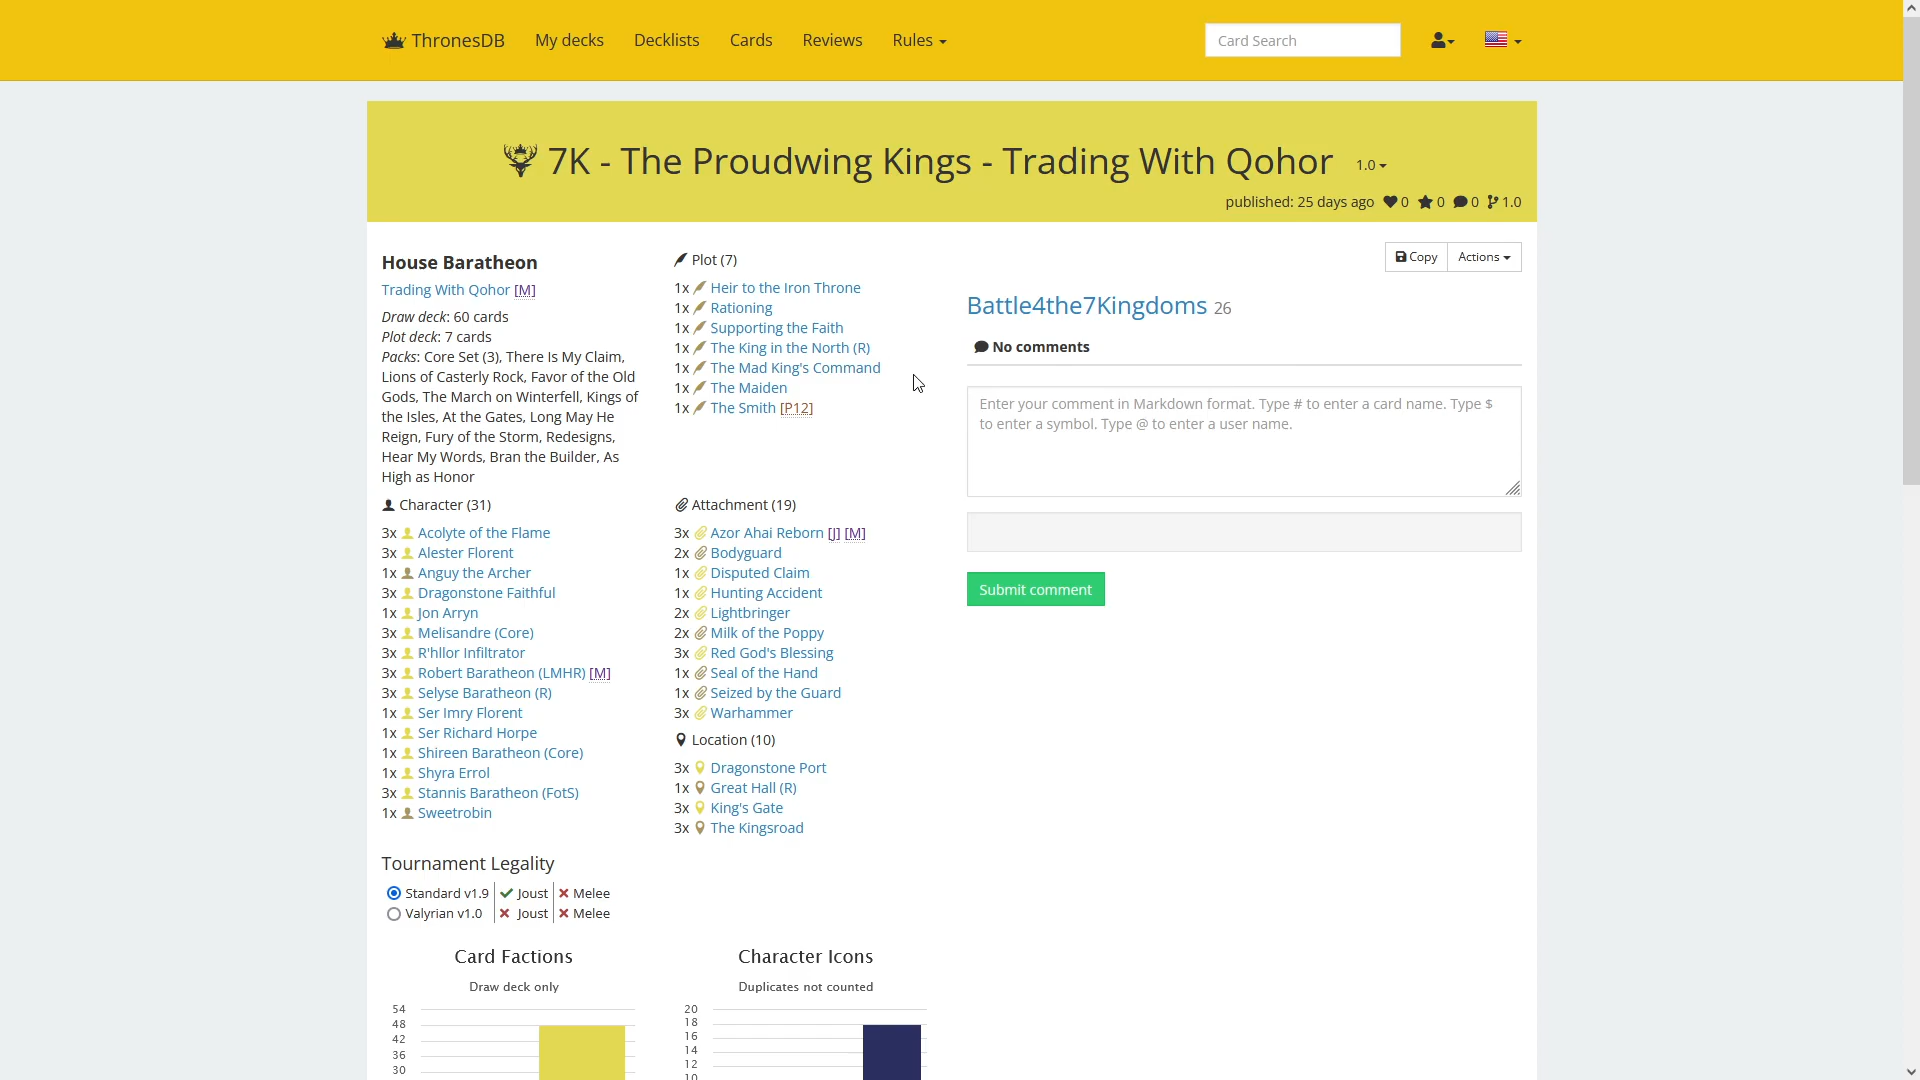 ThronesDB My decks Decklists Cards Reviews Rules Card Search
7K - The Proudwing Kings - Trading With Qohor 1.0
published: 25 days ago 0 0 0 1.0
House Baratheon
Trading With Qohor [M]
Draw deck: 60 cards
Plot deck: 7 cards
Packs: Core Set (3), There Is My Claim,
Lions of Casterly Rock, Favor of the Old
Gods, The March on Winterfell, Kings of
the Isles, At the Gates, Long May He
Reign, Fury of the Storm, Redesigns,
Hear My Words, Bran the Builder, As
High as Honor
Plot (7)
1x Heir to the Iron Throne
1x Rationing
1x Supporting the Faith
1x The King in the North (R)
1x The Mad King's Command
1x The Maiden
1x The Smith [P12]
Character (31)
3x Acolyte of the Flame
3x Alester Florent
1x Anguy the Archer
3x Dragonstone Faithful
1x Jon Arryn
3x Melisandre (Core)
3x R'hllor Infiltrator
3x Robert Baratheon (LMHR) [M]
3x Selyse Baratheon (R)
1x Ser Imry Florent
1x Ser Richard Horpe
1x Shireen Baratheon (Core)
1x Shyra Errol
3x Stannis Baratheon (FotS)
1x Sweetrobin
Attachment (19)
3x Azor Ahai Reborn [J] [M]
2x Bodyguard
1x Disputed Claim
1x Hunting Accident
2x Lightbringer
2x Milk of the Poppy
3x Red God's Blessing
1x Seal of the Hand
1x Seized by the Guard
3x Warhammer
Location (10)
3x Dragonstone Port
1x Great Hall (R)
3x King's Gate
3x The Kingsroad
Copy Actions
Battle4the7Kingdoms 26
No comments
Enter your comment in Markdown format. Type # to enter a card name. Type $
to enter a symbol. Type @ to enter a user name.
Submit comment
Tournament Legality
Standard v1.9 Joust Melee
Valyrian v1.0 Joust Melee
Card Factions
Draw deck only
54
48
42
36
30
Character Icons
Duplicates not counted
20
18
16
14
12
10